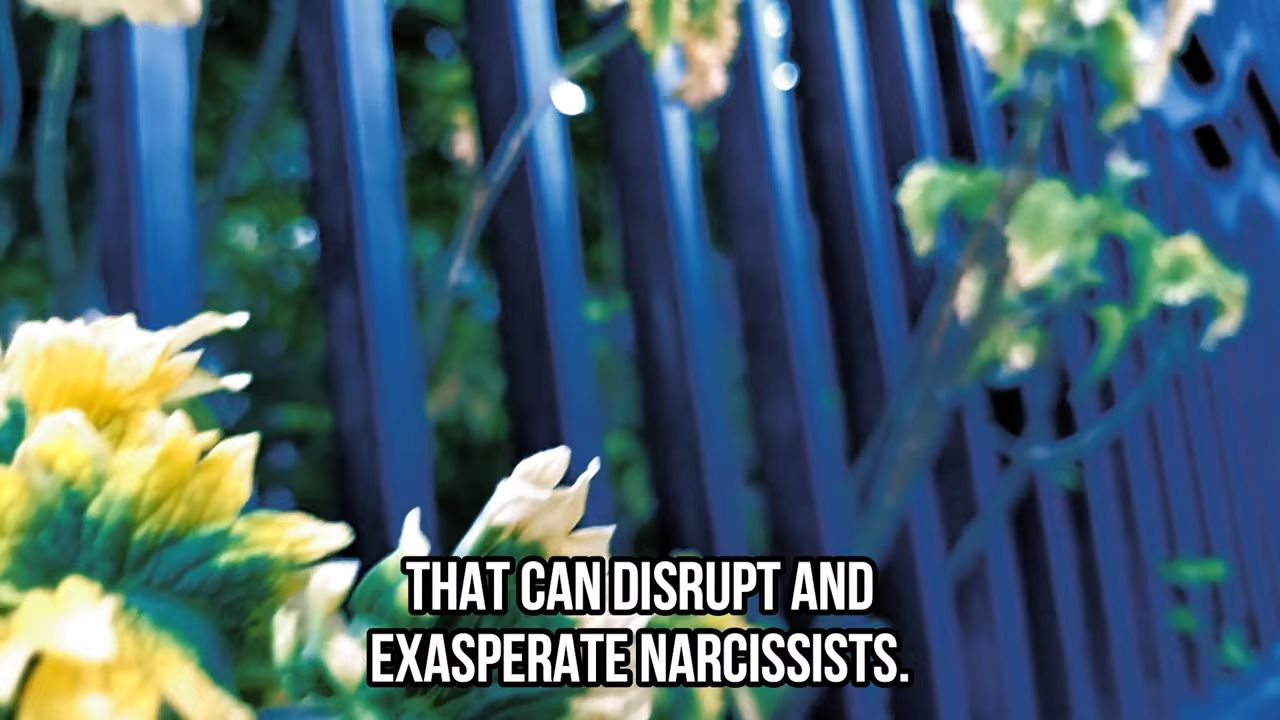 THAT CAN DISRUPT AND
EXASPERATE NARCISSISTS.